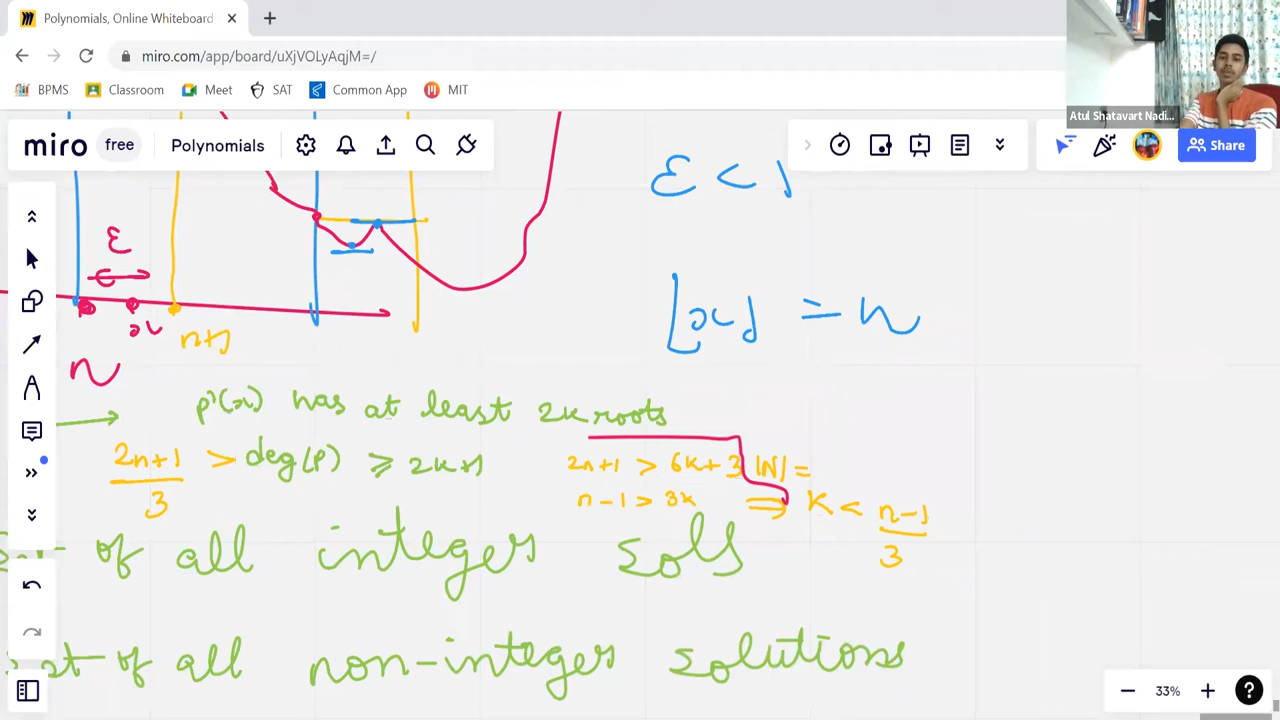 Polynomials, Online Whiteboard
miro.com/app/board/uXjVOLyAqjM=/
BPMS Classroom Meet SAT Common App MIT
Atul Shatavart Nadi...
miro free Polynomials
Share
ε < 1
ε
x
n+1
n
⌊x⌋ = n
p'(x) has at least 2k roots
2n+1/3 > deg(p) ⩾ 2k+1
2n+1 > 6k+3 |N| =
n-1 > 3k ⟹ k < n-1/3
of all integer sols
set of all non-integer solutions
33%